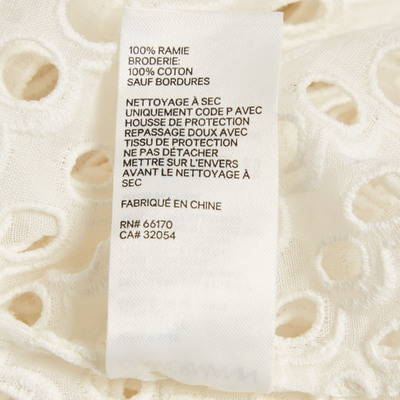 100% RAMIE
BRODERIE:
100% COTON
SAUF BORDURES
NETTOYAGE À SEC
UNIQUEMENT CODE P AVEC
HOUSSE DE PROTECTION
REPASSAGE DOUX AVEC
TISSU DE PROTECTION
NE PAS DÉTACHER
METTRE SUR L'ENVERS
AVANT LE NETTOYAGE À
SEC
FABRIQUÉ EN CHINE
RN# 66170
CA# 32054